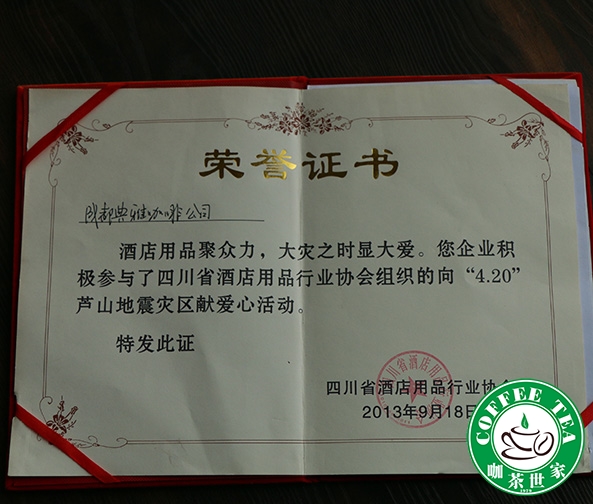 荣誉证书
成都典雅咖啡公司
酒店用品聚众力，大灾之时显大爱。您企业积
极参与了四川省酒店用品行业协会组织的向“4.20”
芦山地震灾区献爱心活动。
特发此证
四川省酒店用品行业协会
2013年9月18日
COFFEE TEA
咖茶世家